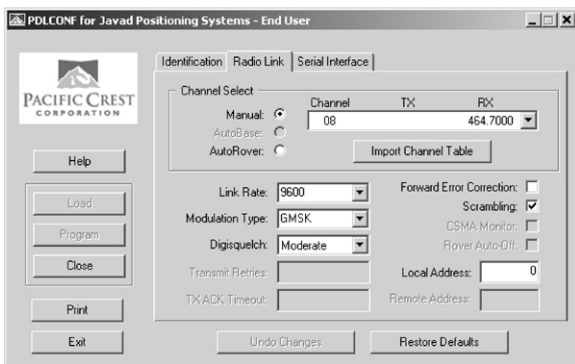 PDLCONF for Javad Positioning Systems - End User
PACIFIC CREST
CORPORATION
Help
Load
Program
Close
Print
Exit
Identification Radio Link Serial Interface
Channel Select
Manual:
AutoBase:
AutoRover:
Channel TX RX
08 464.7000
Import Channel Table
Link Rate: 9600
Modulation Type: GMSK
Digisquelch: Moderate
Transmit Retries:
TX ACK Timeout:
Forward Error Correction:
Scrambling:
CSMA Monitor:
Rover Auto-Off:
Local Address: 0
Remote Address:
Undo Changes Restore Defaults